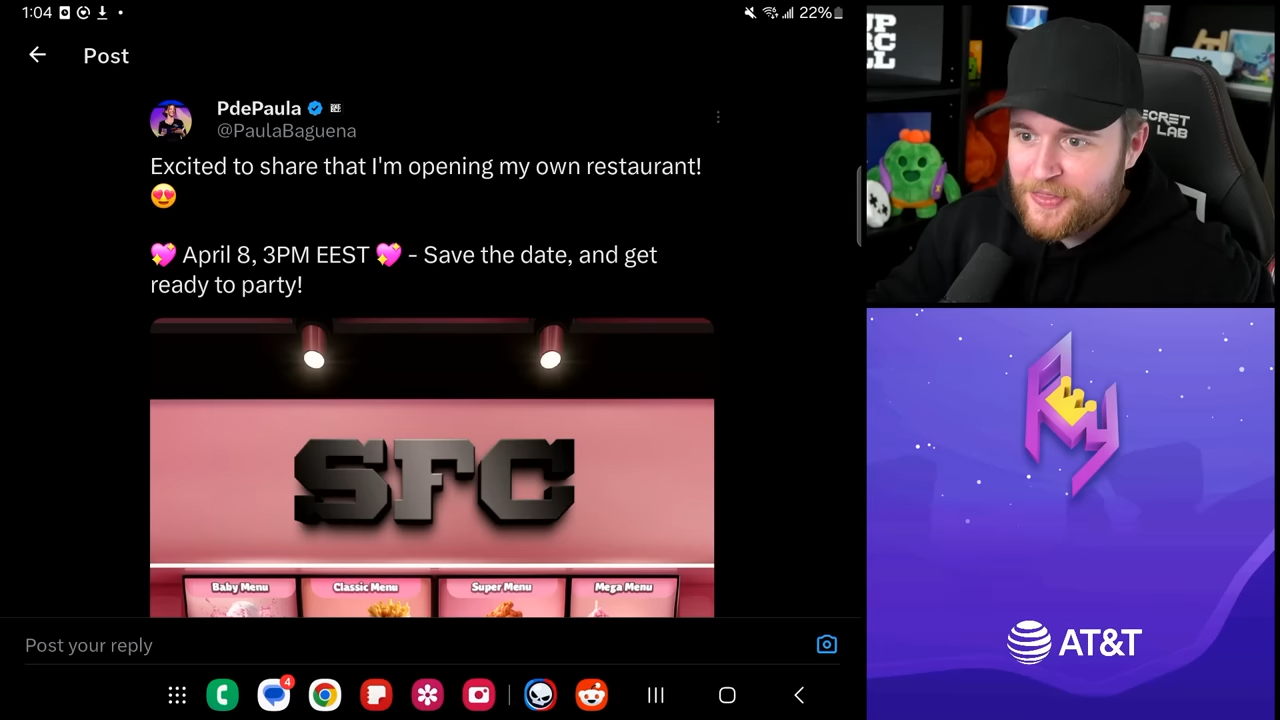 1:04
22%
Post
PdePaula
@PaulaBaguena
Excited to share that I'm opening my own restaurant!
😍
💖 April 8, 3PM EEST 💖 - Save the date, and get
ready to party!
SFC
Baby Menu
Classic Menu
Super Menu
Mega Menu
Post your reply
4
SECRET
LAB
AT&T